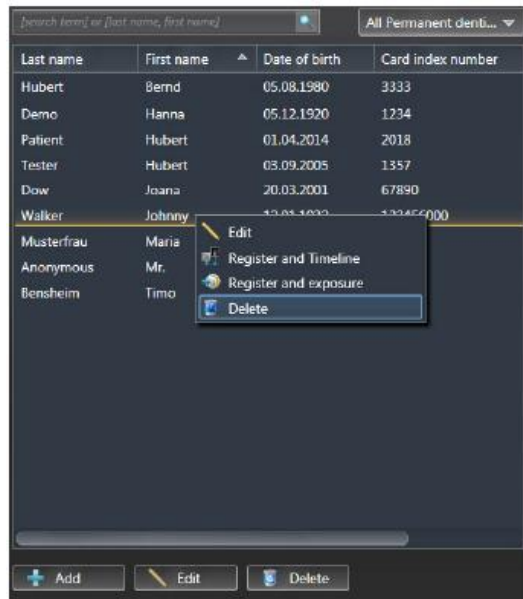 [search term] or [last name, first name]
All Permanent denti...
Last name First name Date of birth Card index number
Hubert Bernd 05.08.1980 3333
Demo Hanna 05.12.1920 1234
Patient Hubert 01.04.2014 2018
Tester Hubert 03.09.2005 1357
Dow Joana 20.03.2001 67890
Walker Johnny
Musterfrau Maria
Anonymous Mr.
Bensheim Timo
Edit
Register and Timeline
Register and exposure
Delete
Add Edit Delete